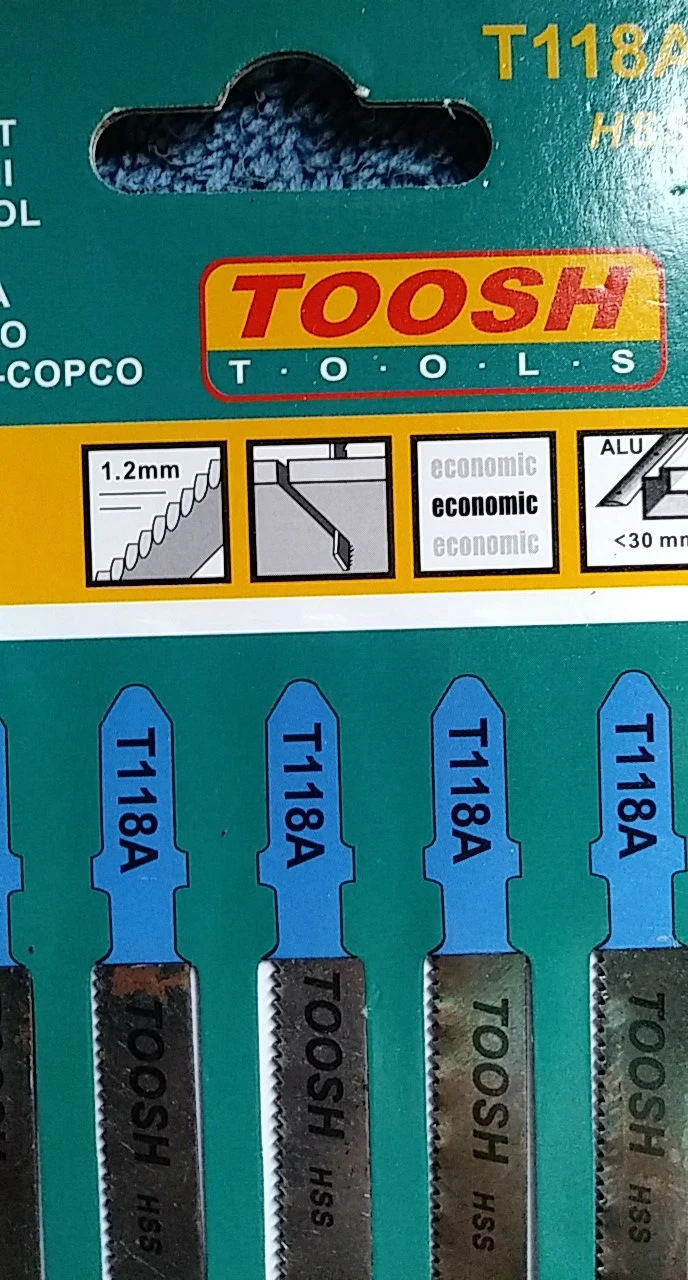 T118A
HSS
T
I
OL
A
O
-COPCO
TOOSH
T·O·O·L·S
1.2mm
economic
economic
economic
ALU
<30 mm
T118A
T118A
T118A
T118A
TOOSH HSS
TOOSH HSS
TOOSH HSS
TOOSH HSS